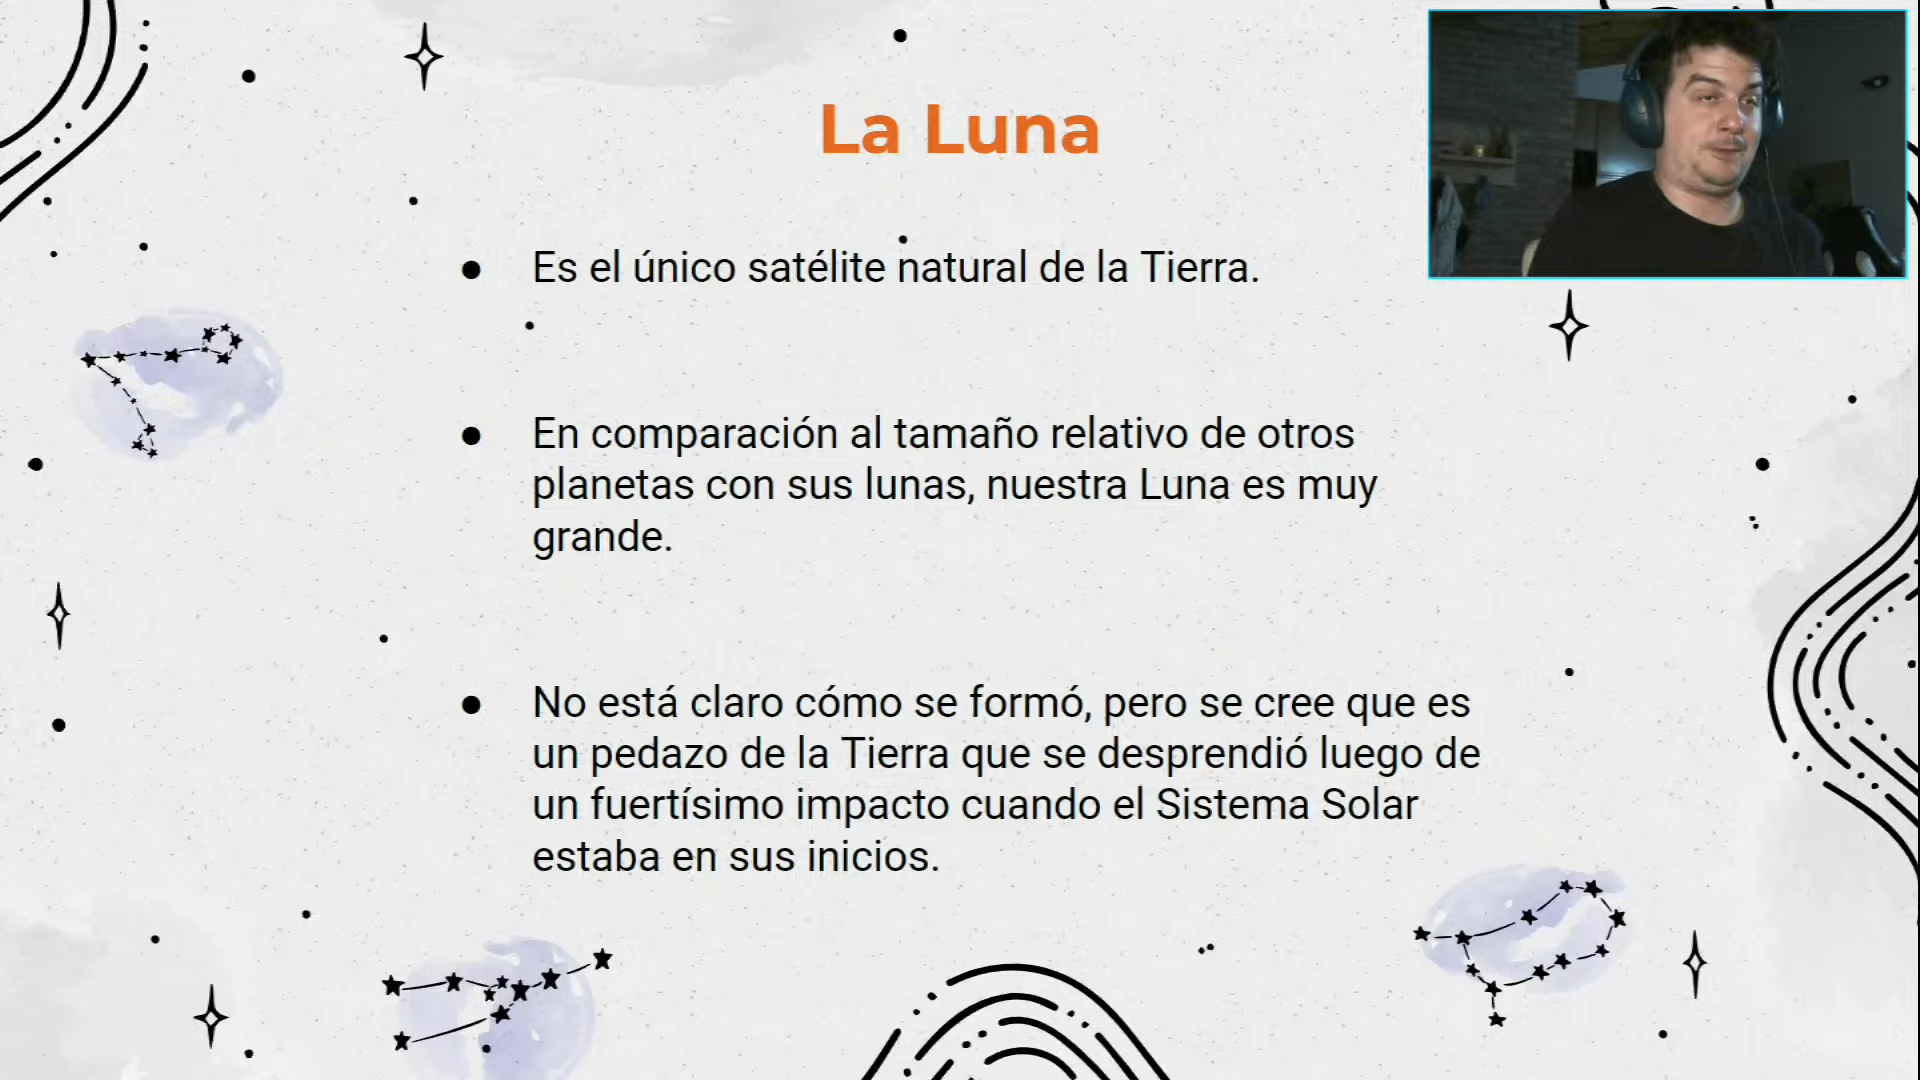 La Luna
● Es el único satélite natural de la Tierra.
● En comparación al tamaño relativo de otros
planetas con sus lunas, nuestra Luna es muy
grande.
● No está claro cómo se formó, pero se cree que es
un pedazo de la Tierra que se desprendió luego de
un fuertísimo impacto cuando el Sistema Solar
estaba en sus inicios.